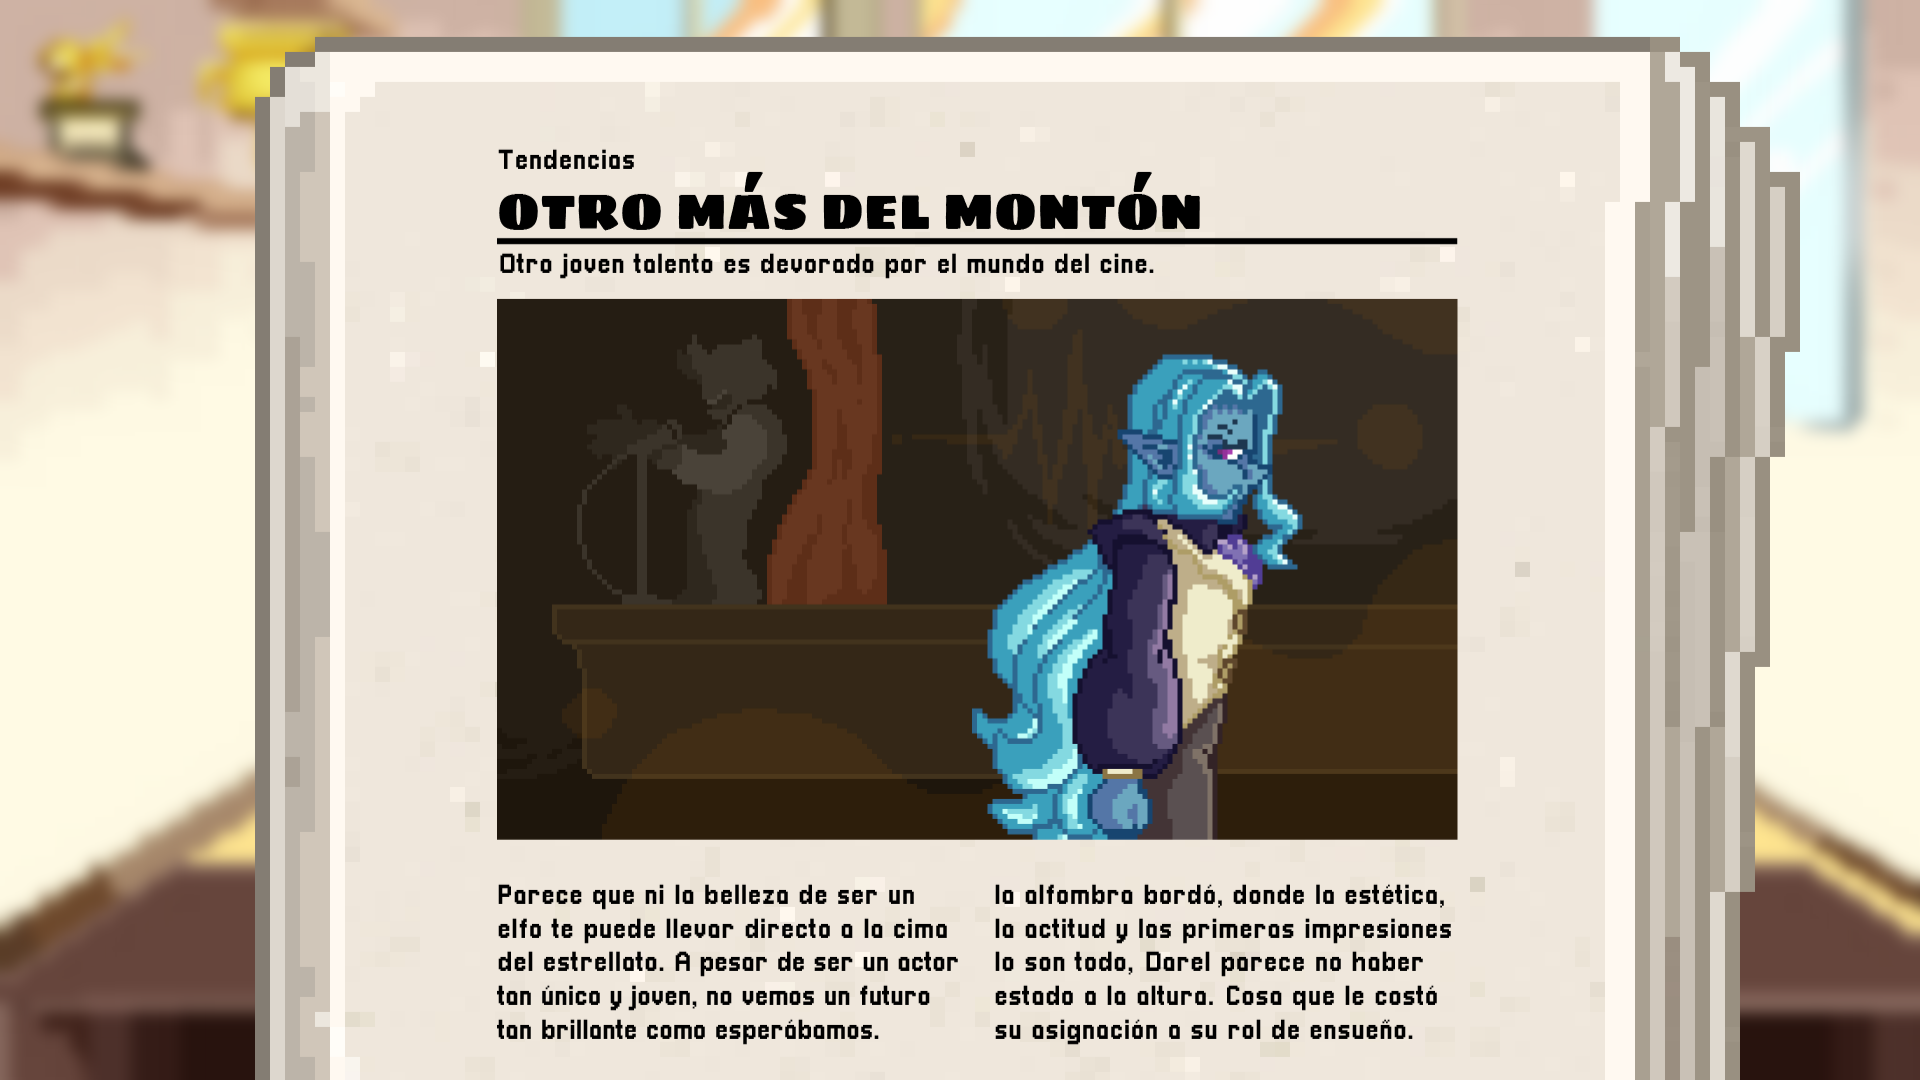 Tendencias
OTRO MÁS DEL MONTÓN
Otro joven talento es devorado por el mundo del cine.
Parece que ni la belleza de ser un
elfo te puede llevar directo a la cima
del estrellato. A pesar de ser un actor
tan único y joven, no vemos un futuro
tan brillante como esperábamos.
la alfombra bordó, donde la estética,
la actitud y las primeras impresiones
lo son todo, Darel parece no haber
estado a la altura. Cosa que le costó
su asignación a su rol de ensueño.